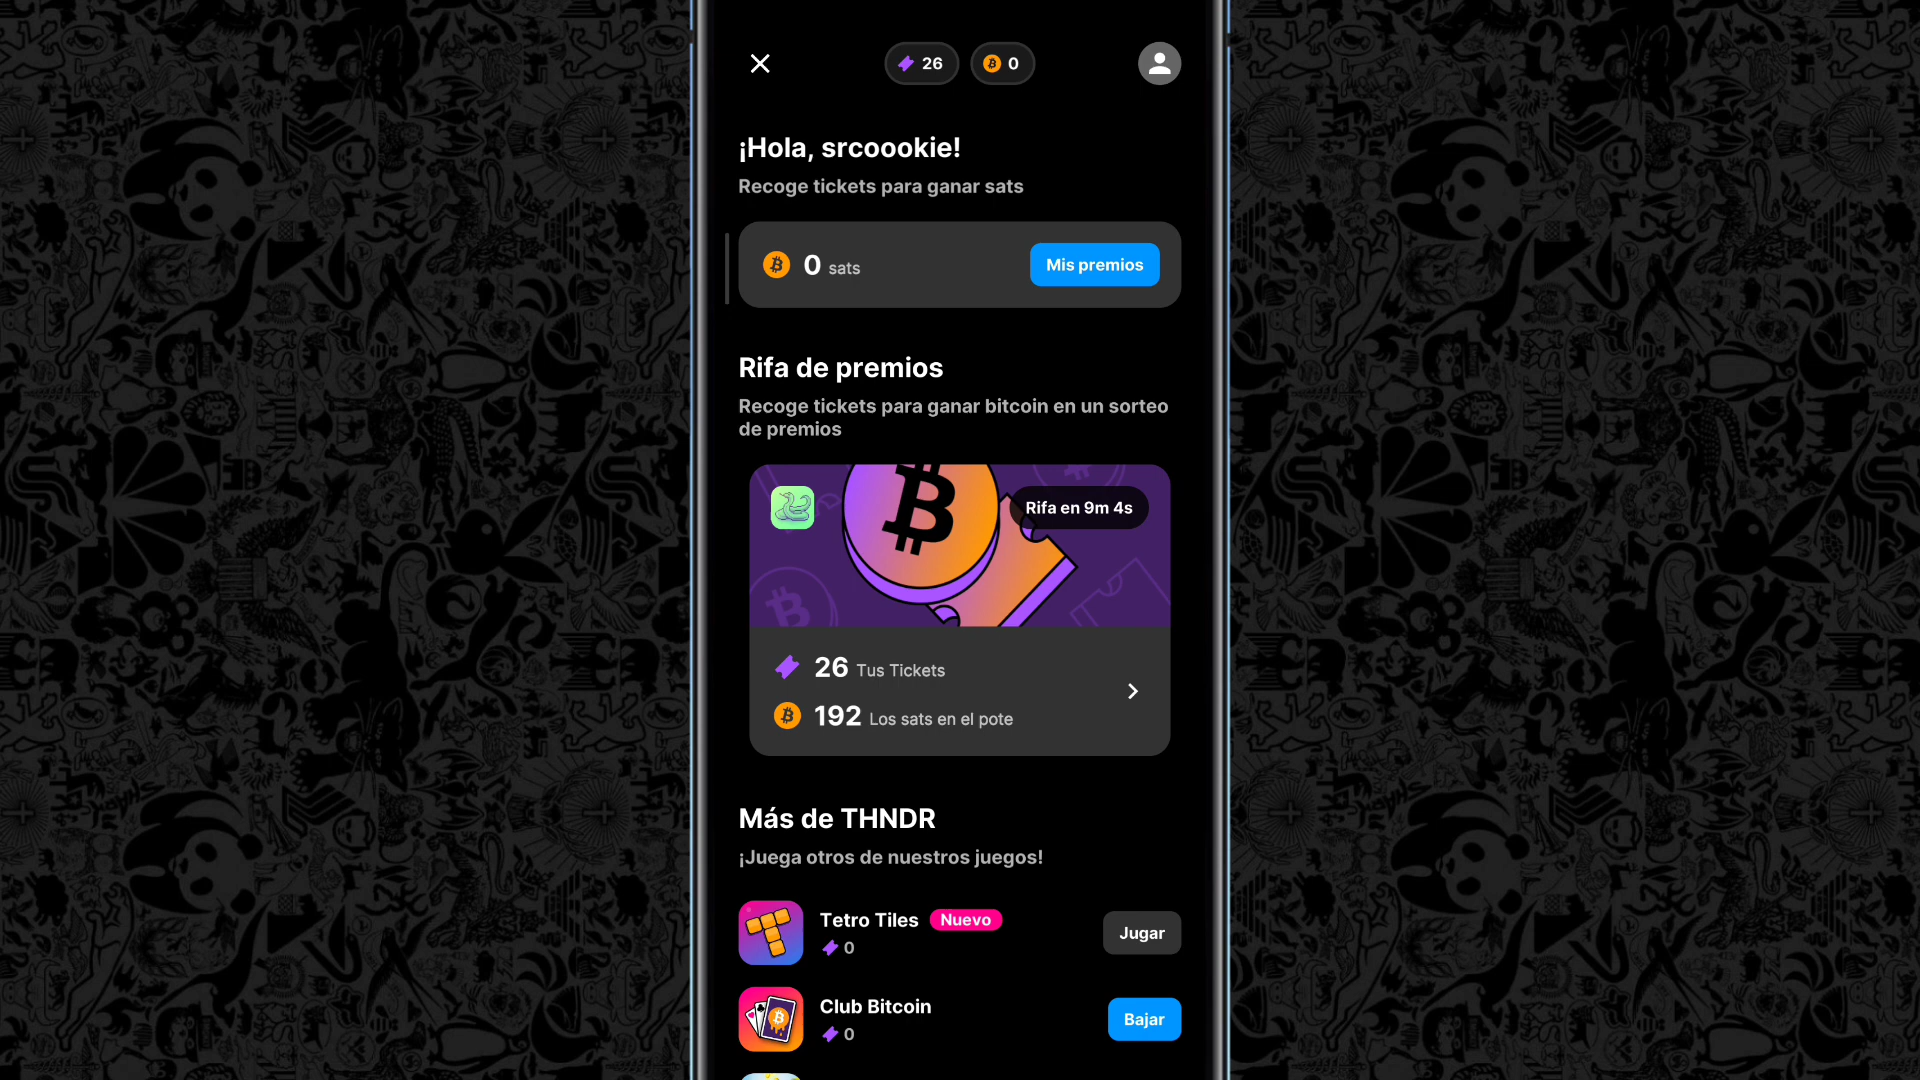 26
0
¡Hola, srcoookie!
Recoge tickets para ganar sats
0 sats
Mis premios
Rifa de premios
Recoge tickets para ganar bitcoin en un sorteo
de premios
Rifa en 9m 4s
26 Tus Tickets
192 Los sats en el pote
Más de THNDR
¡Juega otros de nuestros juegos!
Tetro Tiles Nuevo
0
Jugar
Club Bitcoin
0
Bajar